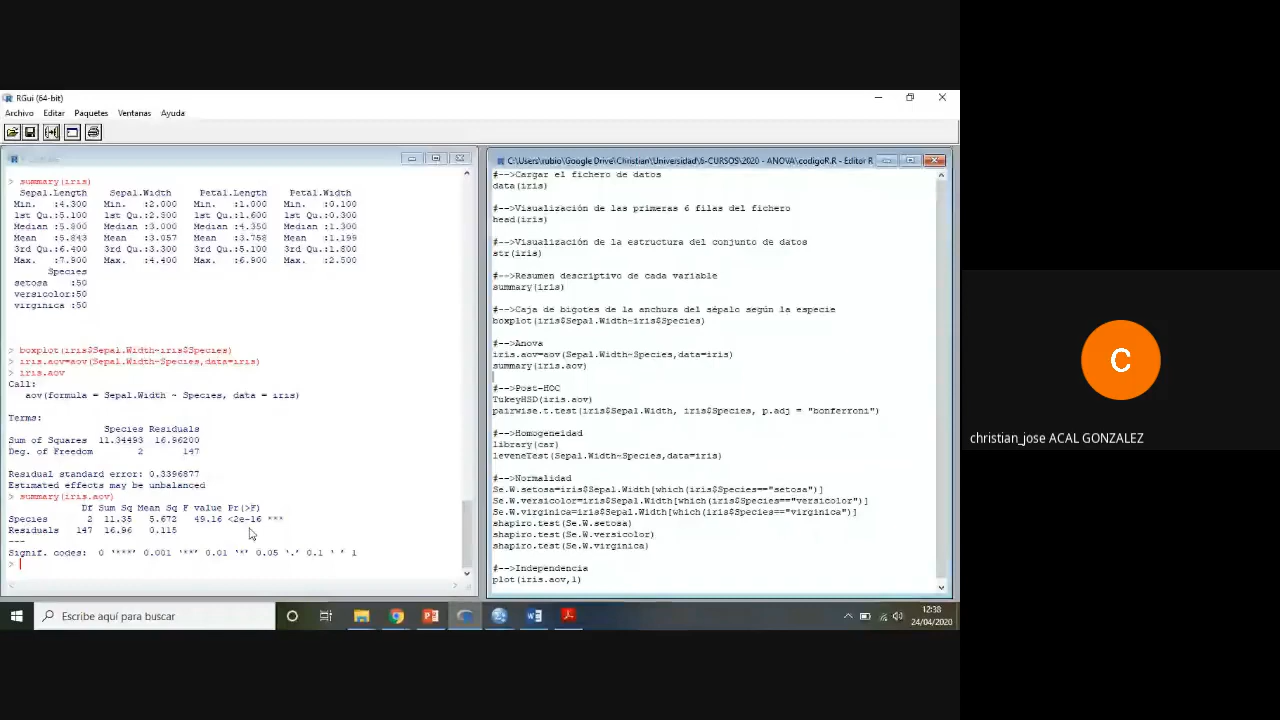 RGui (64-bit)
Archivo Editar Paquetes Ventanas Ayuda
> summary(iris)
Sepal.Length Sepal.Width Petal.Length Petal.Width
Min. :4.300 Min. :2.000 Min. :1.000 Min. :0.100
1st Qu.:5.100 1st Qu.:2.800 1st Qu.:1.600 1st Qu.:0.300
Median :5.800 Median :3.000 Median :4.350 Median :1.300
Mean :5.843 Mean :3.057 Mean :3.758 Mean :1.199
3rd Qu.:6.400 3rd Qu.:3.300 3rd Qu.:5.100 3rd Qu.:1.800
Max. :7.900 Max. :4.400 Max. :6.900 Max. :2.500
Species
setosa :50
versicolor:50
virginica :50
> boxplot(iris$Sepal.Width~iris$Species)
> iris.aov=aov(Sepal.Width~Species,data=iris)
> iris.aov
Call:
aov(formula = Sepal.Width ~ Species, data = iris)
Terms:
Species Residuals
Sum of Squares 11.34493 16.96200
Deg. of Freedom 2 147
Residual standard error: 0.3396877
Estimated effects may be unbalanced
> summary(iris.aov)
Df Sum Sq Mean Sq F value Pr(>F)
Species 2 11.35 5.672 49.16 <2e-16 ***
Residuals 147 16.96 0.115
---
Signif. codes: 0 '***' 0.001 '**' 0.01 '*' 0.05 '.' 0.1 ' ' 1
>
C:\Users\rubio\Google Drive\Christian\Universidad\6-CURSOS\2020 - ANOVA\codigoR.R - Editor R
#-->Cargar el fichero de datos
data(iris)
#-->Visualización de las primeras 6 filas del fichero
head(iris)
#-->Visualización de la estructura del conjunto de datos
str(iris)
#-->Resumen descriptivo de cada variable
summary(iris)
#-->Caja de bigotes de la anchura del sépalo según la especie
boxplot(iris$Sepal.Width~iris$Species)
#-->Anova
iris.aov=aov(Sepal.Width~Species,data=iris)
summary(iris.aov)
#-->Post-HOC
TukeyHSD(iris.aov)
pairwise.t.test(iris$Sepal.Width, iris$Species, p.adj = "bonferroni")
#-->Homogeneidad
library(car)
leveneTest(Sepal.Width~Species,data=iris)
#-->Normalidad
Se.W.setosa=iris$Sepal.Width[which(iris$Species=="setosa")]
Se.W.versicolor=iris$Sepal.Width[which(iris$Species=="versicolor")]
Se.W.virginica=iris$Sepal.Width[which(iris$Species=="virginica")]
shapiro.test(Se.W.setosa)
shapiro.test(Se.W.versicolor)
shapiro.test(Se.W.virginica)
#-->Independencia
plot(iris.aov,1)
Escribe aquí para buscar
12:38
24/04/2020
C
christian_jose ACAL GONZALEZ